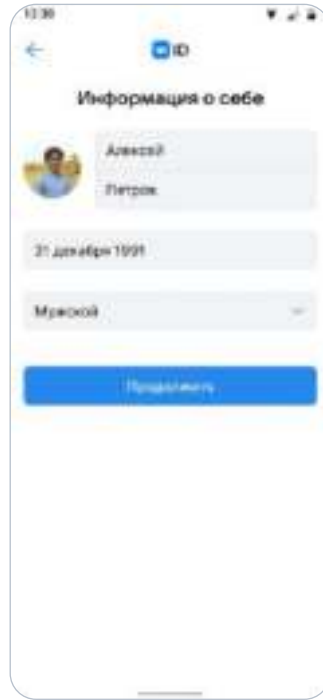 12:30
ID
Информация о себе
Алексей
Петров
31 декабря 1991
Мужской
Продолжить